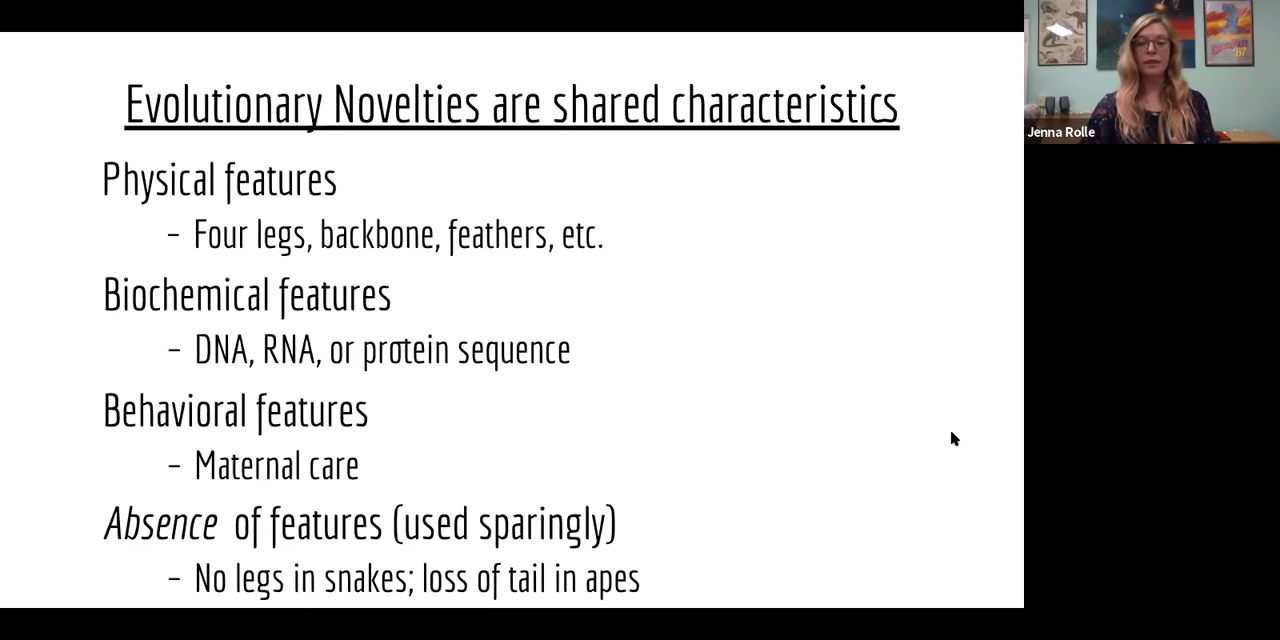 Evolutionary Novelties are shared characteristics
Physical features
- Four legs, backbone, feathers, etc.
Biochemical features
- DNA, RNA, or protein sequence
Behavioral features
- Maternal care
Absence of features (used sparingly)
- No legs in snakes; loss of tail in apes
Jenna Rolle